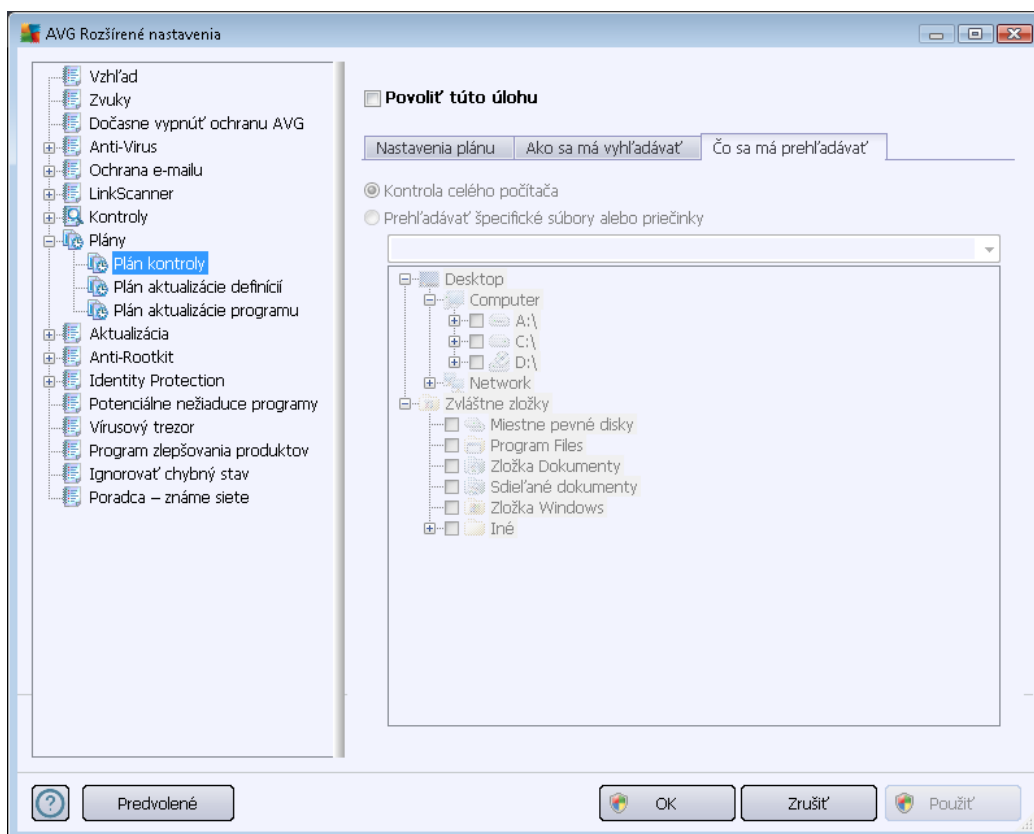 AVG Rozšírené nastavenia
Vzhľad
Zvuky
Dočasne vypnúť ochranu AVG
Anti-Virus
Ochrana e-mailu
LinkScanner
Kontroly
Plány
Plán kontroly
Plán aktualizácie definícií
Plán aktualizácie programu
Aktualizácia
Anti-Rootkit
Identity Protection
Potenciálne nežiaduce programy
Vírusový trezor
Program zlepšovania produktov
Ignorovať chybný stav
Poradca – známe siete
Povoliť túto úlohu
Nastavenia plánu
Ako sa má vyhľadávať
Čo sa má prehľadávať
Kontrola celého počítača
Prehľadávať špecifické súbory alebo priečinky
Desktop
Computer
A:\
C:\
D:\
Network
Zvláštne zložky
Miestne pevné disky
Program Files
Zložka Dokumenty
Sdieľané dokumenty
Zložka Windows
Iné
Predvolené
OK
Zrušiť
Použiť